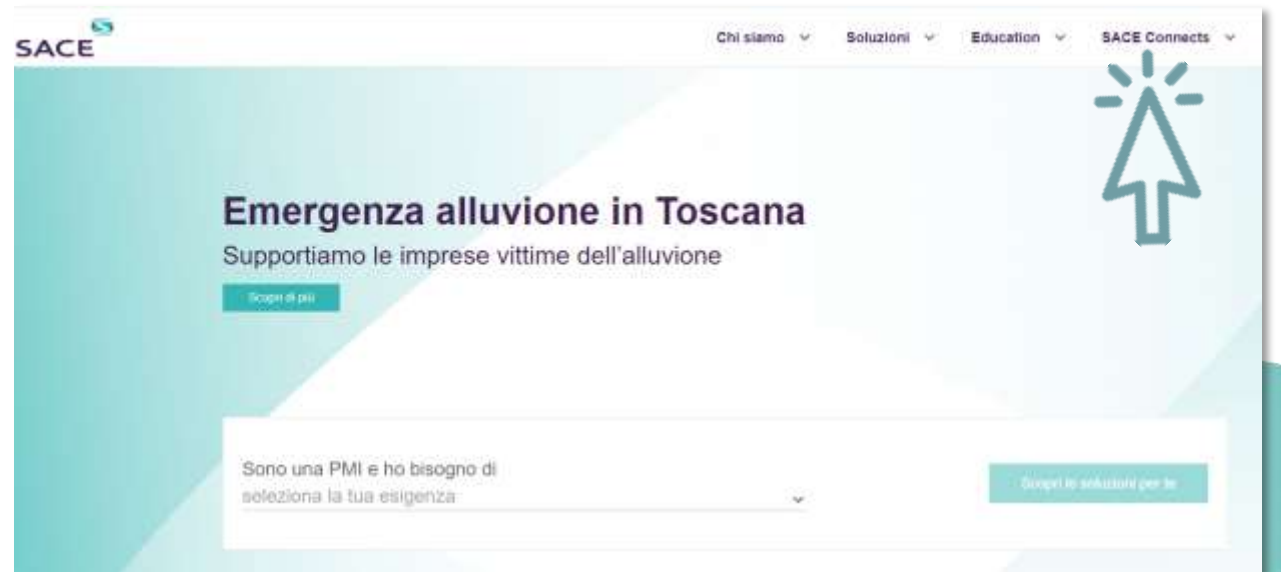 SACE
Chi siamo Soluzioni Education SACE Connects
Emergenza alluvione in Toscana
Supportiamo le imprese vittime dell'alluvione
Scopri di più
Sono una PMI e ho bisogno di
seleziona la tua esigenza
Scopri le soluzioni per te